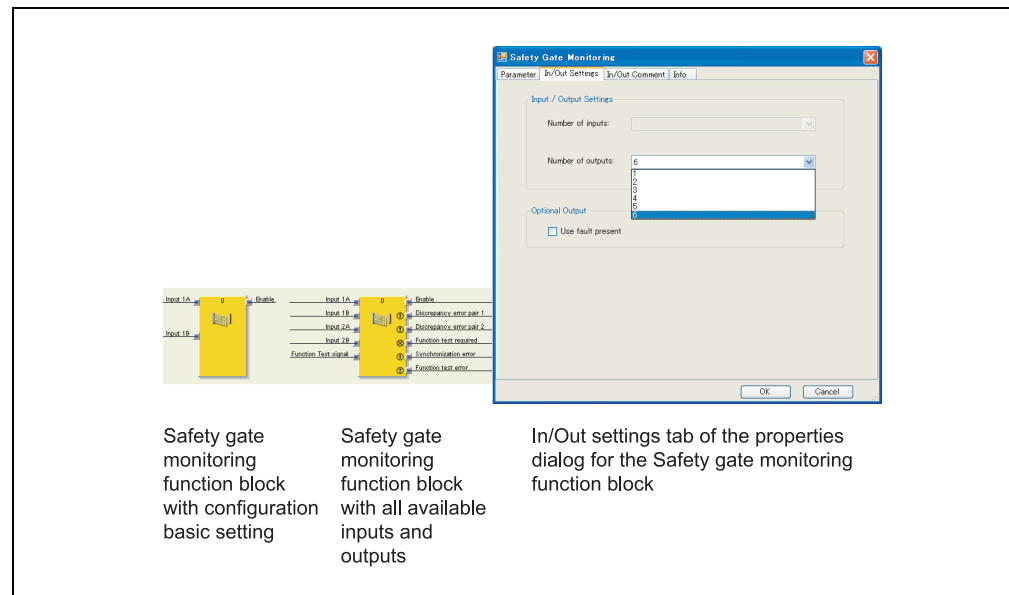 Safety Gate Monitoring
Parameter In/Out Settings In/Out Comment Info
Input / Output Settings
Number of inputs:
Number of outputs: 6
1
2
3
4
5
6
Optional Output
Use fault present
OK Cancel
Input 1A 0 Enable
Input 1B
Input 1A 0 Enable
Input 1B Discrepancy error pair 1
Input 2A Discrepancy error pair 2
Input 2B Function test required
Function Test signal Synchronization error
Function test error
Safety gate
monitoring
function block
with configuration
basic setting
Safety gate
monitoring
function block
with all available
inputs and
outputs
In/Out settings tab of the properties
dialog for the Safety gate monitoring
function block